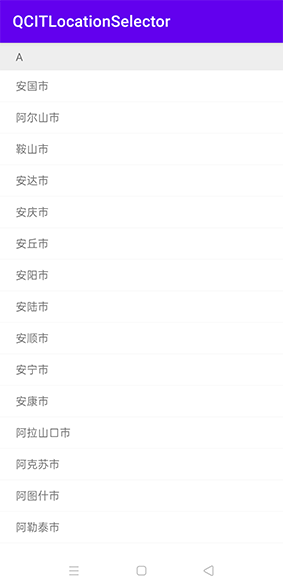 QCITLocationSelector
A
安国市
阿尔山市
鞍山市
安达市
安庆市
安丘市
安阳市
安陆市
安顺市
安宁市
安康市
阿拉山口市
阿克苏市
阿图什市
阿勒泰市